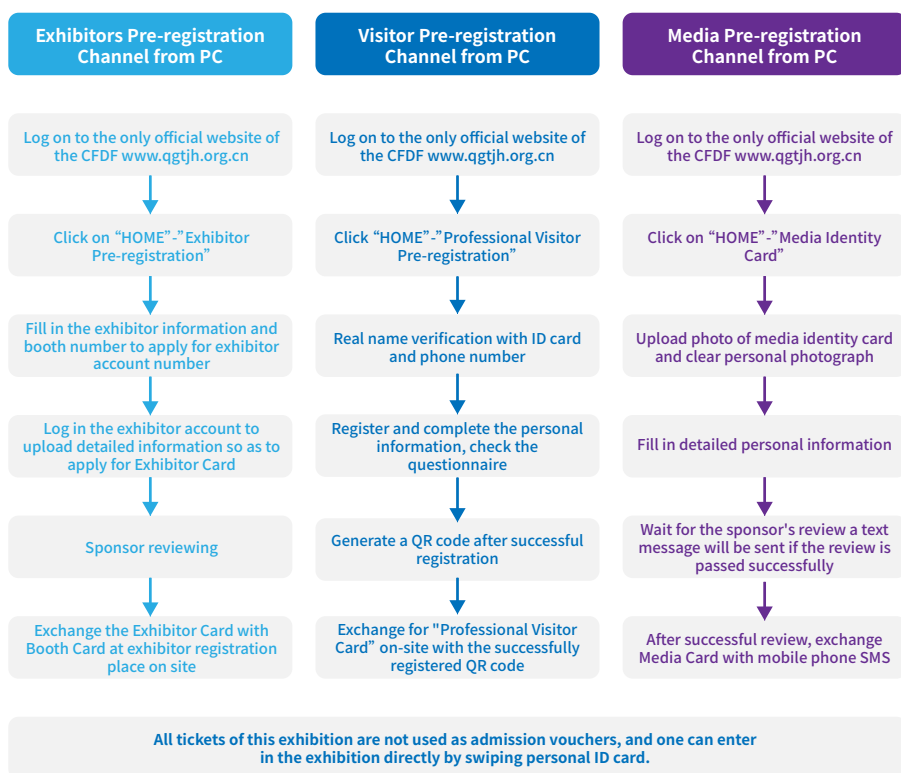 Exhibitors Pre-registration
Channel from PC
Log on to the only official website of
the CFDF www.qgtjh.org.cn
Click on “HOME”-”Exhibitor
Pre-registration”
Fill in the exhibitor information and
booth number to apply for exhibitor
account number
Log in the exhibitor account to
upload detailed information so as to
apply for Exhibitor Card
Sponsor reviewing
Exchange the Exhibitor Card with
Booth Card at exhibitor registration
place on site
Visitor Pre-registration
Channel from PC
Log on to the only official website of
the CFDF www.qgtjh.org.cn
Click “HOME”-”Professional Visitor
Pre-registration”
Real name verification with ID card
and phone number
Register and complete the personal
information, check the
questionnaire
Generate a QR code after successful
registration
Exchange for "Professional Visitor
Card” on-site with the successfully
registered QR code
Media Pre-registration
Channel from PC
Log on to the only official website of
the CFDF www.qgtjh.org.cn
Click on “HOME”-”Media Identity
Card”
Upload photo of media identity card
and clear personal photograph
Fill in detailed personal information
Wait for the sponsor's review a text
message will be sent if the review is
passed successfully
After successful review, exchange
Media Card with mobile phone SMS
All tickets of this exhibition are not used as admission vouchers, and one can enter
in the exhibition directly by swiping personal ID card.